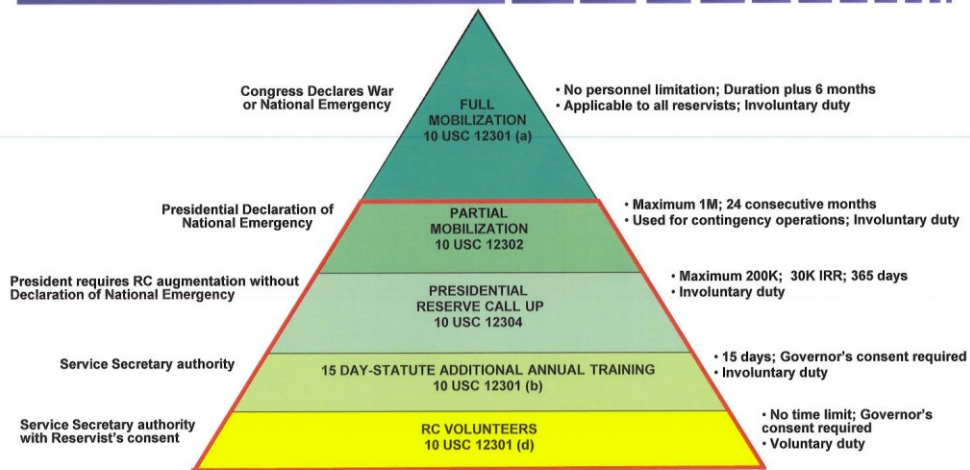 Congress Declares War
or National Emergency
FULL
MOBILIZATION
10 USC 12301 (a)
• No personnel limitation; Duration plus 6 months
• Applicable to all reservists; Involuntary duty
Presidential Declaration of
National Emergency
PARTIAL
MOBILIZATION
10 USC 12302
• Maximum 1M; 24 consecutive months
• Used for contingency operations; Involuntary duty
President requires RC augmentation without
Declaration of National Emergency
PRESIDENTIAL
RESERVE CALL UP
10 USC 12304
• Maximum 200K; 30K IRR; 365 days
• Involuntary duty
Service Secretary authority
15 DAY-STATUTE ADDITIONAL ANNUAL TRAINING
10 USC 12301 (b)
• 15 days; Governor's consent required
• Involuntary duty
Service Secretary authority
with Reservist's consent
RC VOLUNTEERS
10 USC 12301 (d)
• No time limit; Governor's
consent required
• Voluntary duty